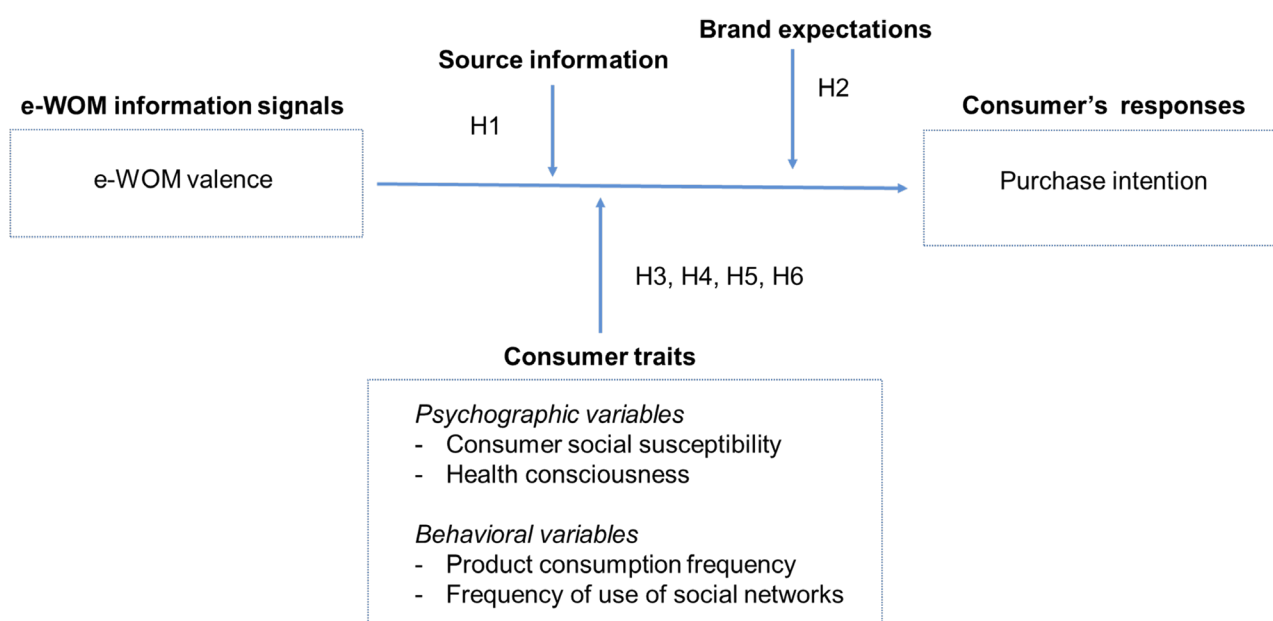 Brand expectations
Source information
H2
e-WOM information signals
Consumer's responses
H1
e-WOM valence
Purchase intention
H3, H4, H5, H6
Consumer traits
Psychographic variables
- Consumer social susceptibility
- Health consciousness
Behavioral variables
- Product consumption frequency
- Frequency of use of social networks